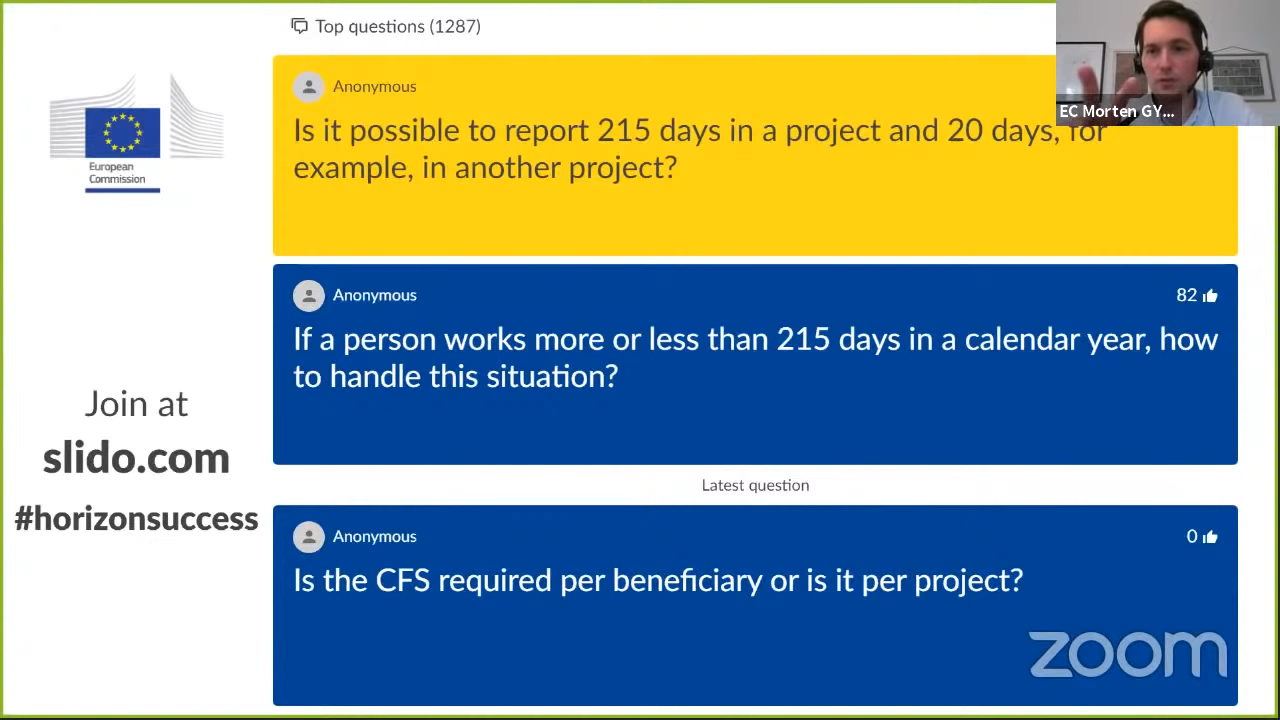 Top questions (1287)
Anonymous
Is it possible to report 215 days in a project and 20 days, for
example, in another project?
EC Morten GY...
European
Commission
Anonymous
82
If a person works more or less than 215 days in a calendar year, how
to handle this situation?
Join at
slido.com
#horizonsuccess
Latest question
Anonymous
0
Is the CFS required per beneficiary or is it per project?
zoom